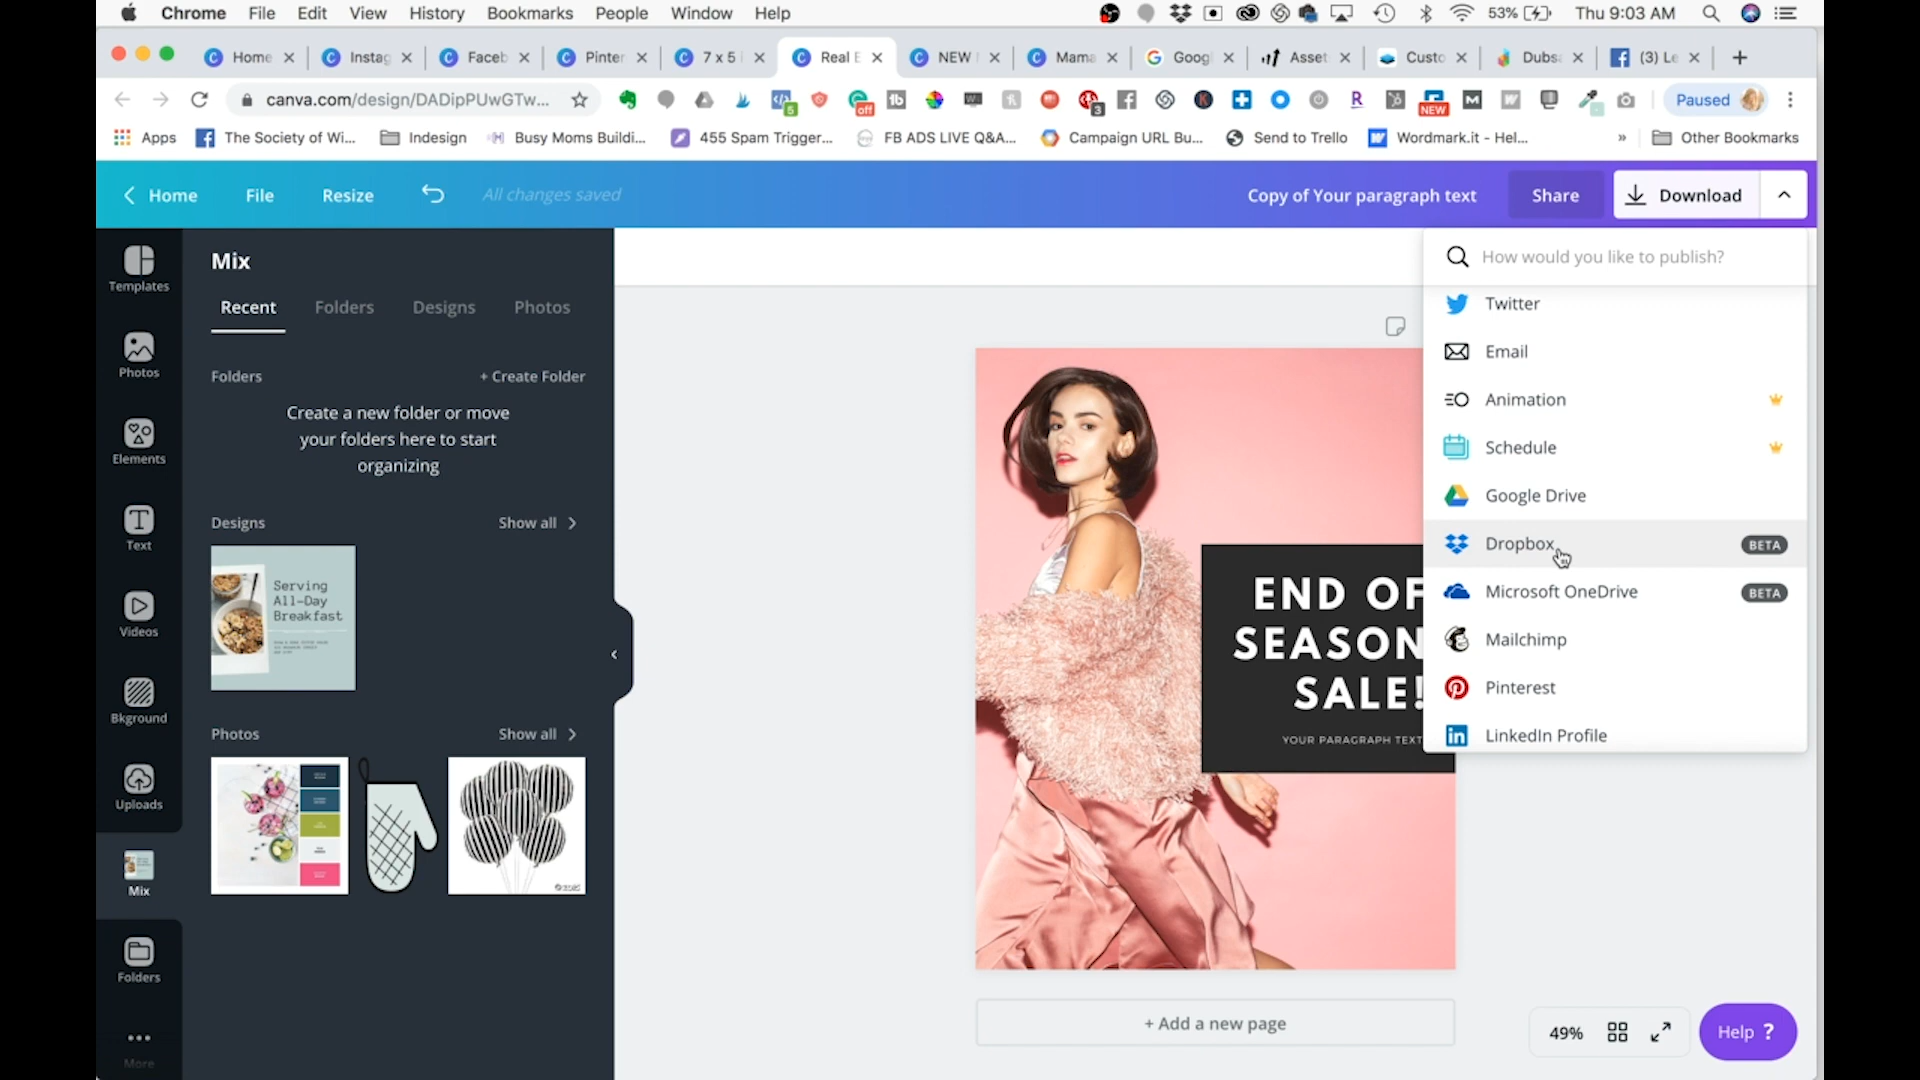 Chrome File Edit View History Bookmarks People Window Help 53% Thu 9:03 AM
Home Instag Faceb Pinter 7 x 5 Real E NEW Mama Googl Asset Custo Dubs (3) Le
canva.com/design/DADipPUwGTw... 5 off 3 NEW Paused
Apps The Society of Wi... Indesign Busy Moms Buildi... 455 Spam Trigger... FB ADS LIVE Q&A... Campaign URL Bu... Send to Trello Wordmark.it - Hel... » Other Bookmarks
Home File Resize All changes saved Copy of Your paragraph text Share Download
Templates
Photos
Elements
Text
Videos
Bkground
Uploads
Mix
Folders
More
Mix
Recent Folders Designs Photos
Folders + Create Folder
Create a new folder or move
your folders here to start
organizing
Designs Show all
Serving
All-Day
Breakfast
Photos Show all
END OF
SEASON
SALE!
YOUR PARAGRAPH TEXT
+ Add a new page
How would you like to publish?
Twitter
Email
Animation
Schedule
Google Drive
Dropbox BETA
Microsoft OneDrive BETA
Mailchimp
Pinterest
LinkedIn Profile
49% Help ?